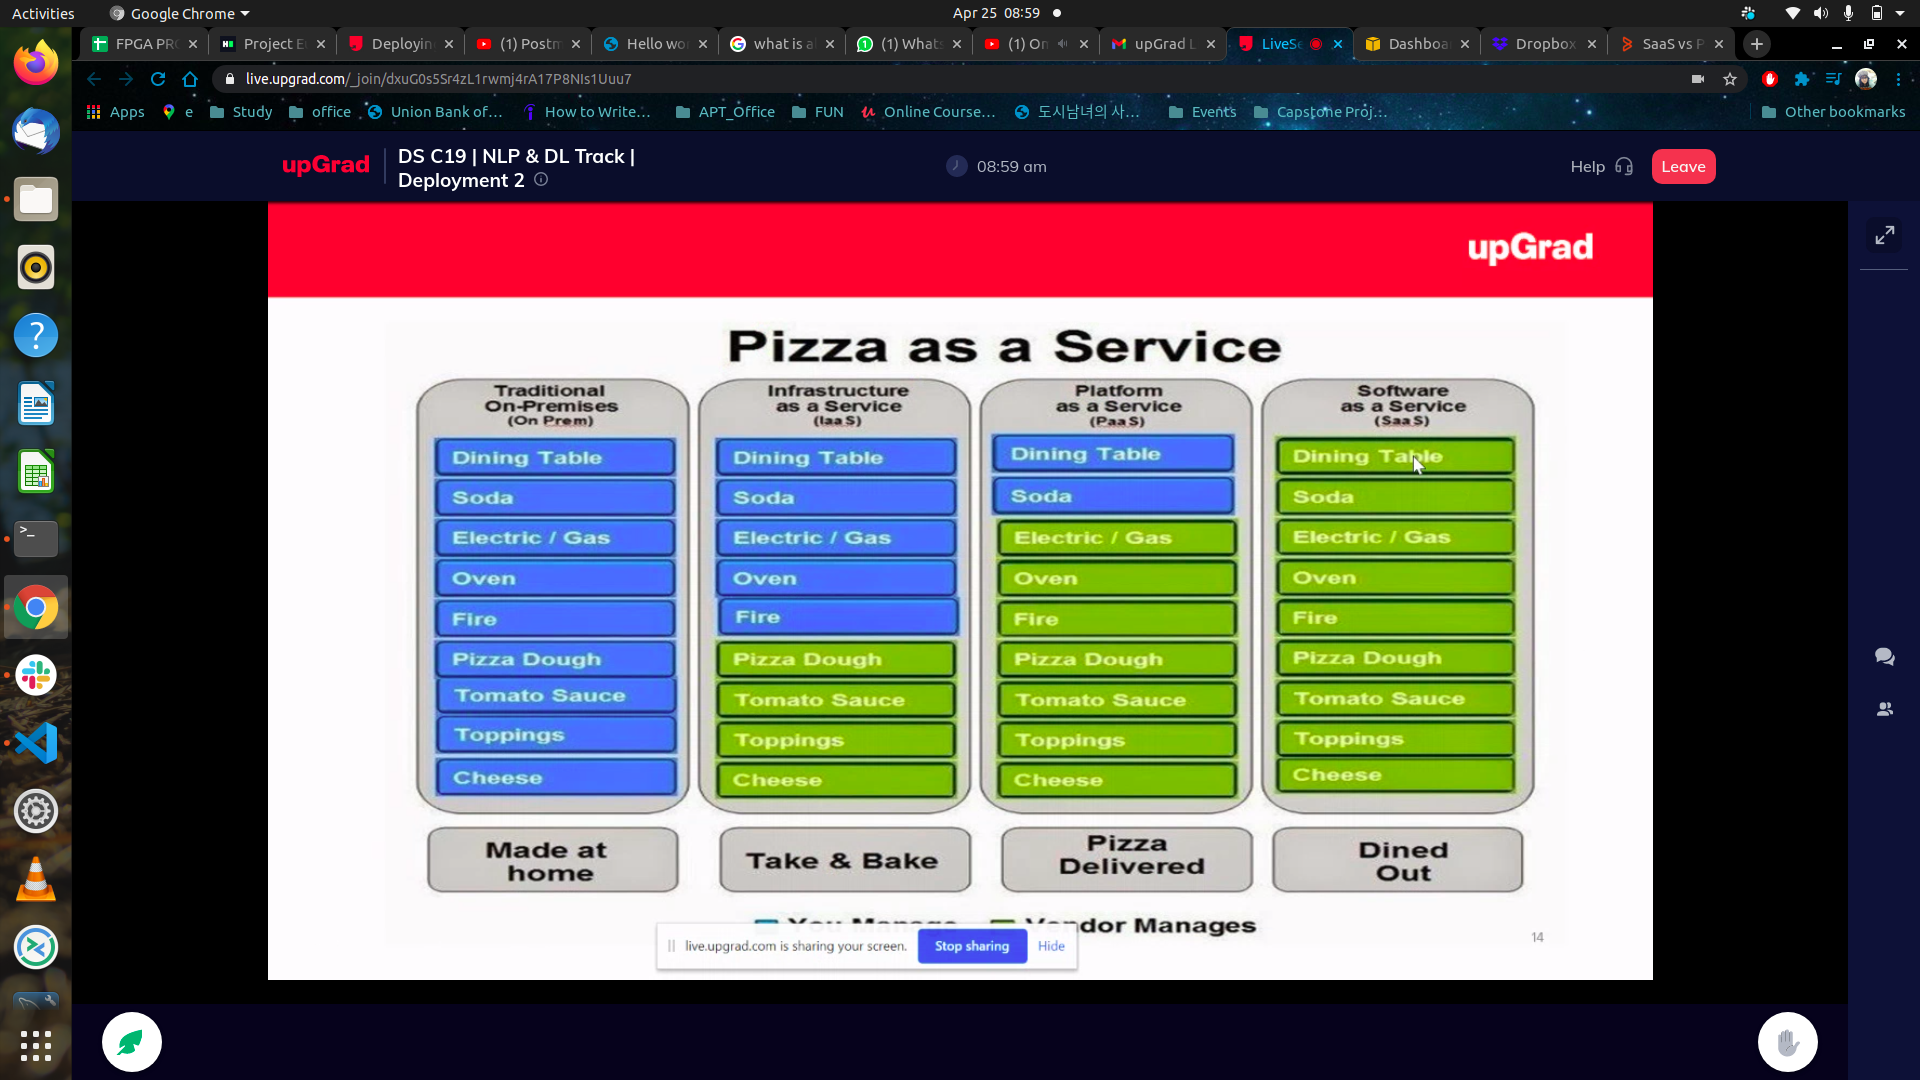 Activities
Google Chrome
Apr 25 08:59
FPGA PR
Project E
Deployin
(1) Postm
Hello wo
what is a
(1) What
(1) On
upGrad L
LiveSe
Dashboa
Dropbox
SaaS vs P
live.upgrad.com/_join/dxuG0s5Sr4zL1rwmj4rA17P8NIs1Uuu7
Apps
e
Study
office
Union Bank of...
How to Write...
APT_Office
FUN
Online Course...
도시남녀의 사...
Events
Capstone Proj...
Other bookmarks
upGrad
DS C19 | NLP & DL Track |
Deployment 2
08:59 am
Help
Leave
upGrad
Pizza as a Service
Traditional
On-Premises
(On Prem)
Dining Table
Soda
Electric / Gas
Oven
Fire
Pizza Dough
Tomato Sauce
Toppings
Cheese
Made at
home
Infrastructure
as a Service
(IaaS)
Dining Table
Soda
Electric / Gas
Oven
Fire
Pizza Dough
Tomato Sauce
Toppings
Cheese
Take & Bake
Platform
as a Service
(PaaS)
Dining Table
Soda
Electric / Gas
Oven
Fire
Pizza Dough
Tomato Sauce
Toppings
Cheese
Pizza
Delivered
Software
as a Service
(SaaS)
Dining Table
Soda
Electric / Gas
Oven
Fire
Pizza Dough
Tomato Sauce
Toppings
Cheese
Dined
Out
You Manage
Vendor Manages
live.upgrad.com is sharing your screen.
Stop sharing
Hide
14